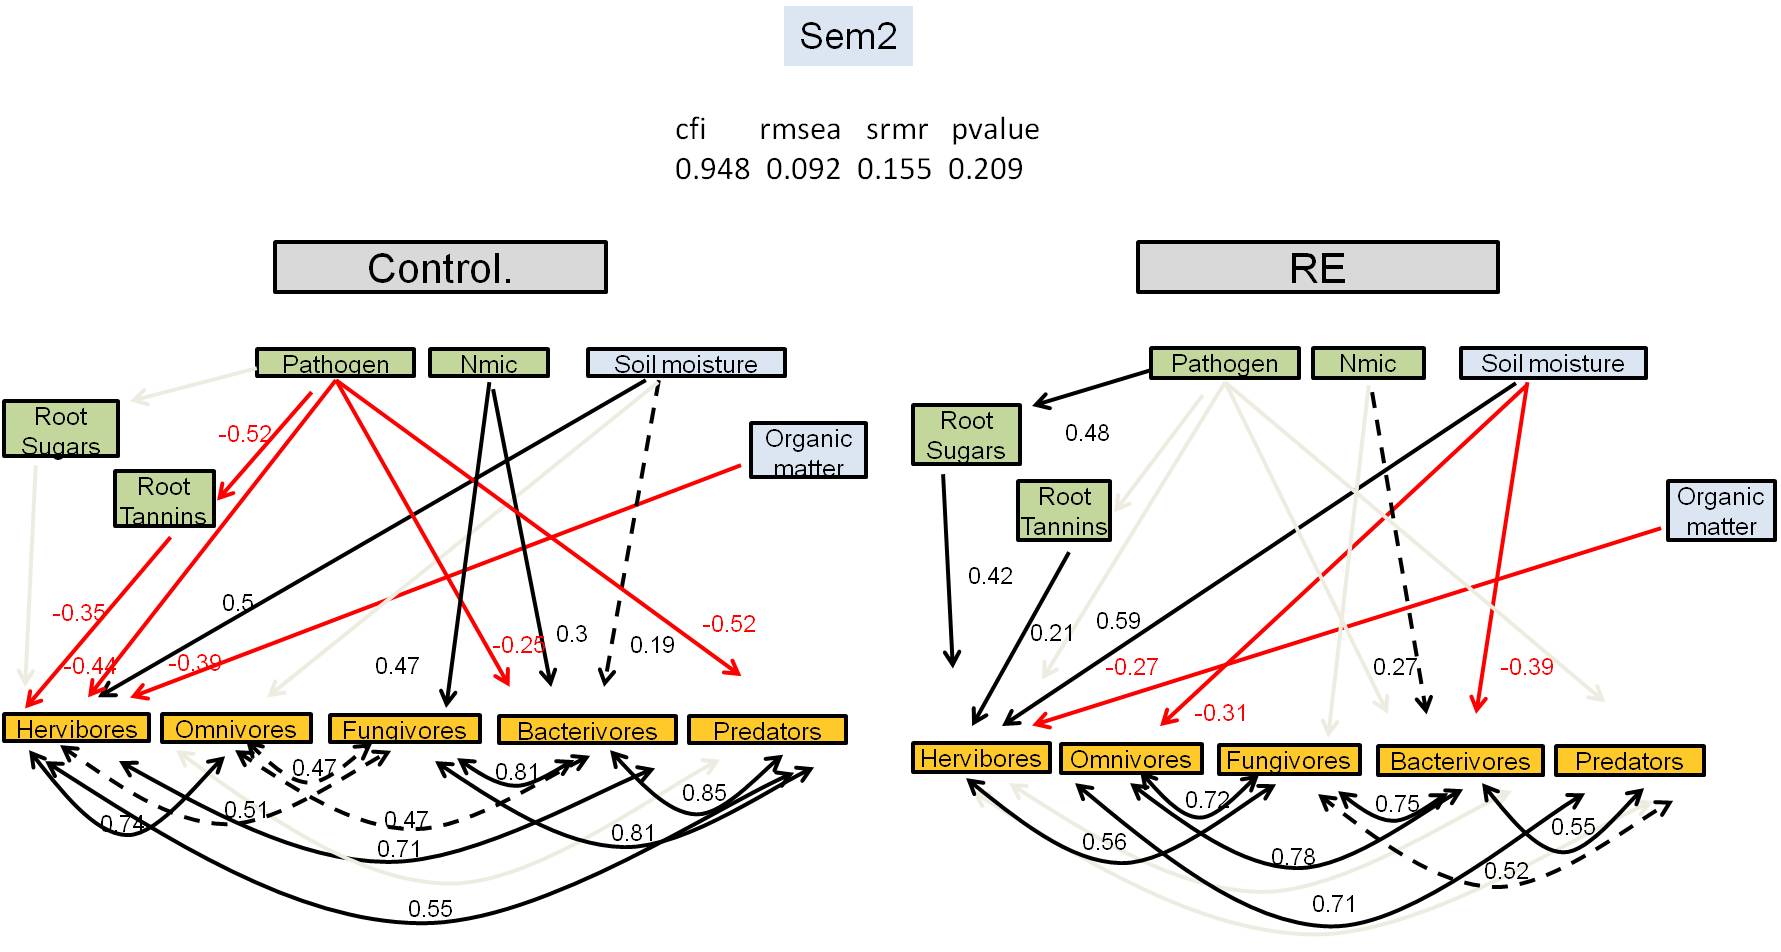 Sem2
cfi rmsea srmr pvalue
0.948 0.092 0.155 0.209
Control.
Pathogen
Nmic
Soil moisture
Root
Sugars
Organic
matter
Root
Tannins
-0.52
-0.35
0.5
-0.44
-0.39
0.47
-0.25
0.3
0.19
-0.52
Hervibores
Omnivores
Fungivores
Bacterivores
Predators
0.47
0.81
0.51
0.74
0.47
0.85
0.71
0.81
0.55
RE
Pathogen
Nmic
Soil moisture
Root
Sugars
0.48
Root
Tannins
Organic
matter
0.42
0.21
0.59
-0.27
0.27
-0.39
-0.31
Hervibores
Omnivores
Fungivores
Bacterivores
Predators
0.72
0.75
0.55
0.56
0.78
0.52
0.71